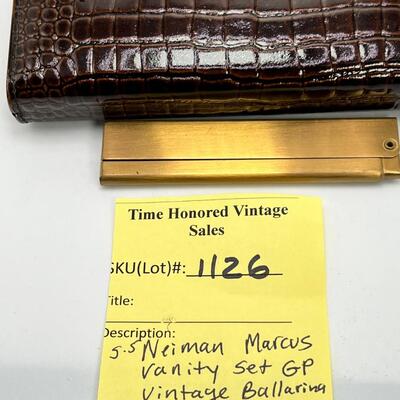 Time Honored Vintage
Sales
SKU(Lot)#: 1126
Title:
Description:
5.5 Neiman Marcus
vanity set GP
vintage Ballarina